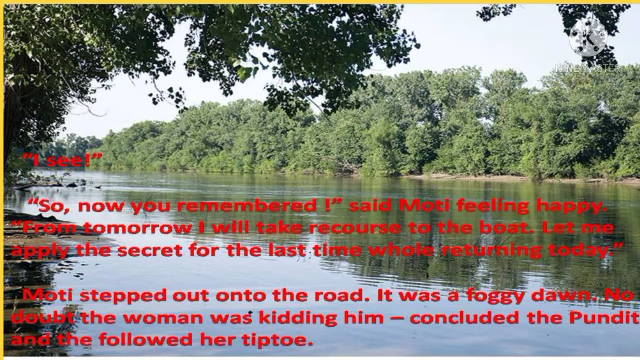 "I see!"
"So, now you remembered !" said Moti feeling happy.
"From tomorrow I will take recourse to the boat. Let me
apply the secret for the last time whole returning today."
Moti stepped out onto the road. It was a foggy dawn. No
doubt the woman was kidding him – concluded the Pundit
and the followed her tiptoe.